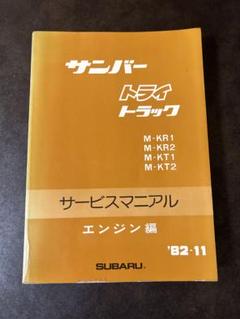 サンバー
トライ
トラック
M-KR1
M-KR2
M-KT1
M-KT2
サービスマニアル
エンジン編
'82-11
SUBARU